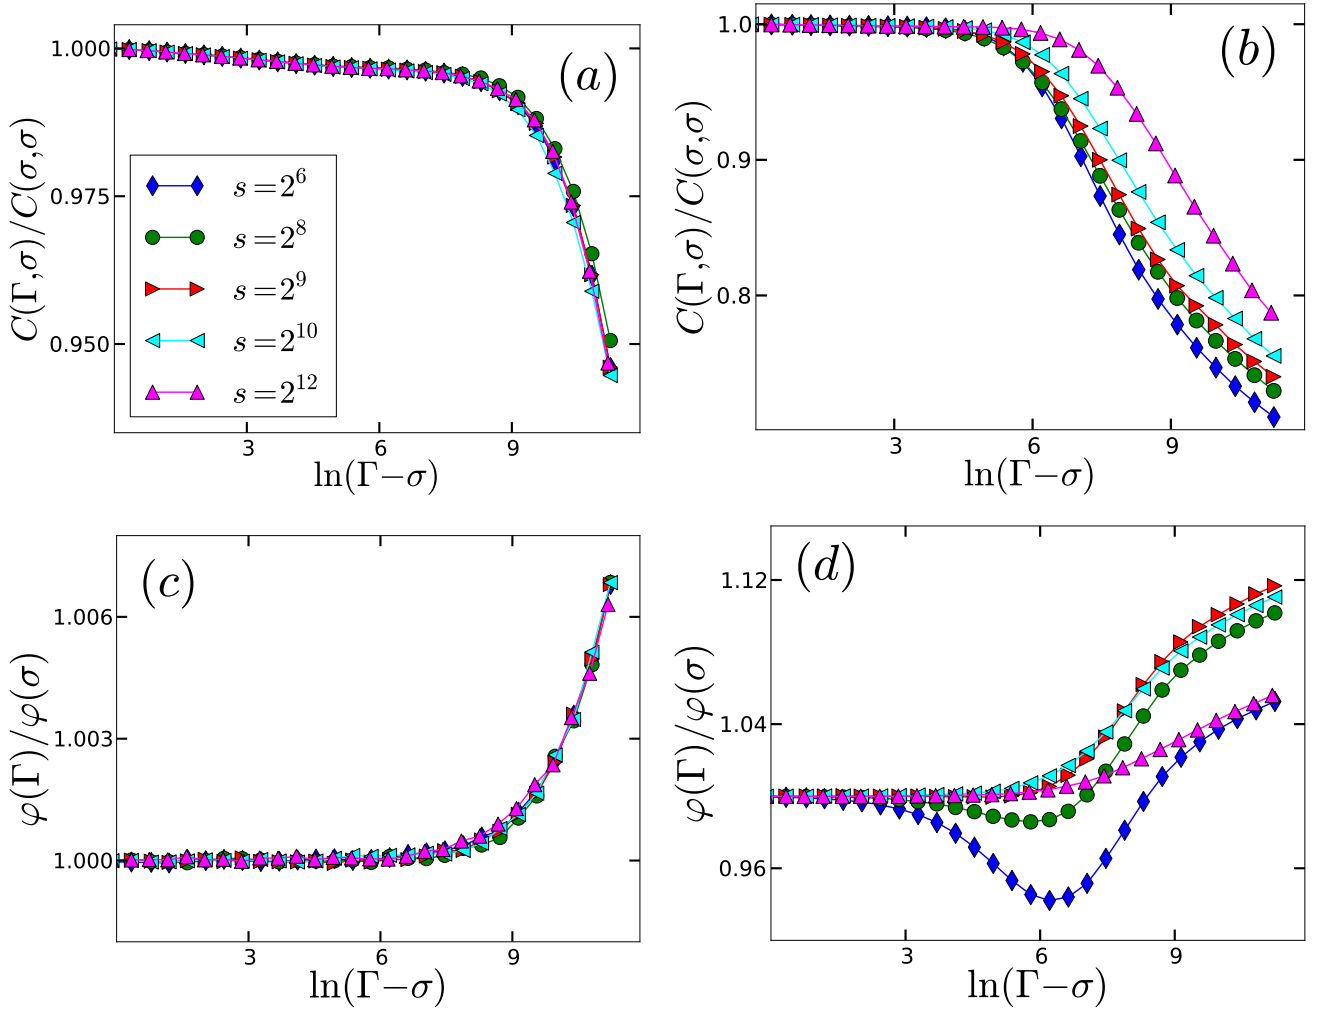 (a)
C(Γ,σ)/C(σ,σ)
1.000
0.975
0.950
s=2^6
s=2^8
s=2^9
s=2^10
s=2^12
3 6 9
ln(Γ−σ)
(b)
C(Γ,σ)/C(σ,σ)
1.0
0.9
0.8
3 6 9
ln(Γ−σ)
(c)
φ(Γ)/φ(σ)
1.006
1.003
1.000
3 6 9
ln(Γ−σ)
(d)
φ(Γ)/φ(σ)
1.12
1.04
0.96
3 6 9
ln(Γ−σ)